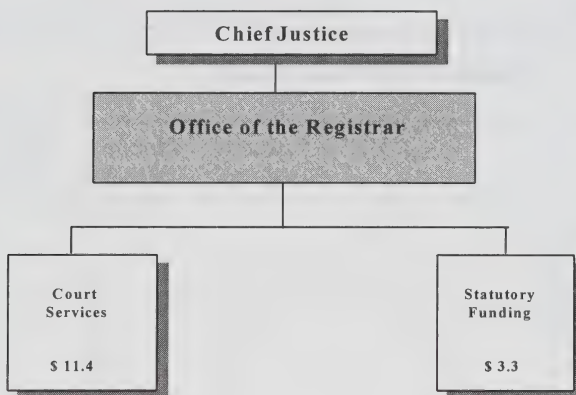 Chief Justice
Office of the Registrar
Court
Services
$ 11.4
Statutory
Funding
$ 3.3